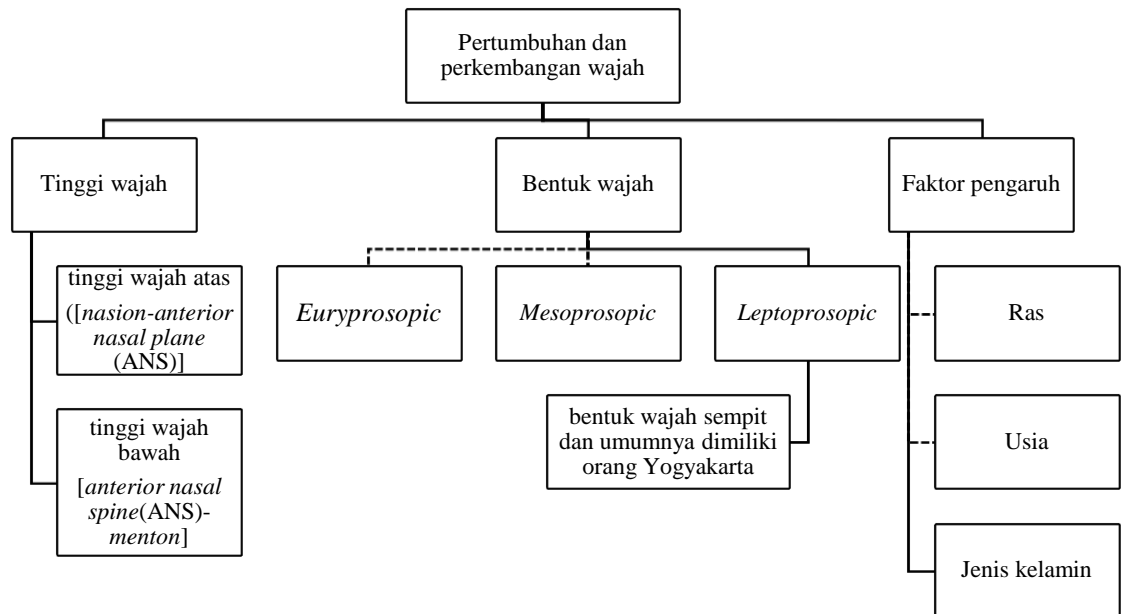 Pertumbuhan dan
perkembangan wajah
Tinggi wajah
Bentuk wajah
Faktor pengaruh
tinggi wajah atas
([nasion-anterior
nasal plane
(ANS)]
tinggi wajah
bawah
[anterior nasal
spine(ANS)-
menton]
Euryprosopic
Mesoprosopic
Leptoprosopic
bentuk wajah sempit
dan umumnya dimiliki
orang Yogyakarta
Ras
Usia
Jenis kelamin